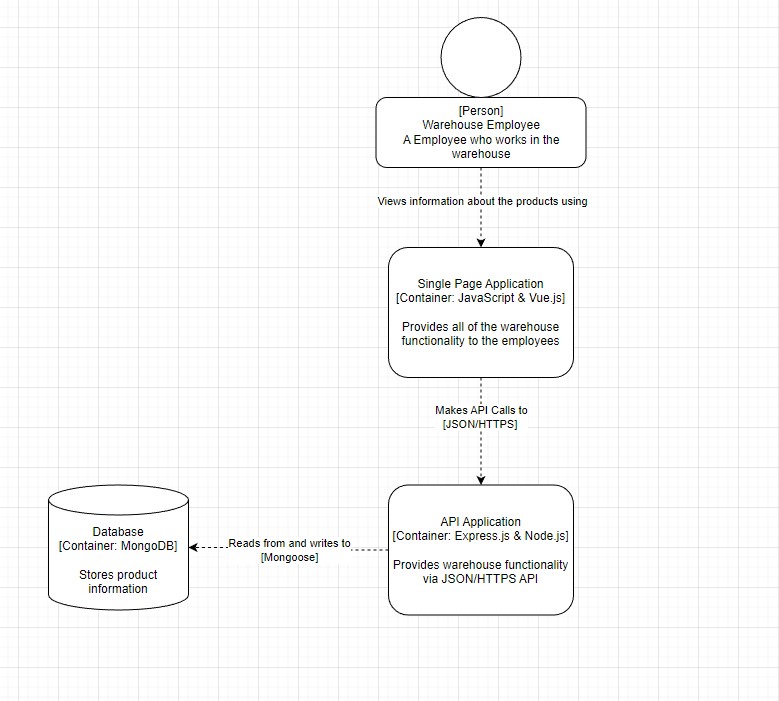 [Person]
Warehouse Employee
A Employee who works in the
warehouse
Views information about the products using
Single Page Application
[Container: JavaScript & Vue.js]
Provides all of the warehouse
functionality to the employees
Makes API Calls to
[JSON/HTTPS]
API Application
[Container: Express.js & Node.js]
Provides warehouse functionality
via JSON/HTTPS API
Reads from and writes to
[Mongoose]
Database
[Container: MongoDB]
Stores product
information